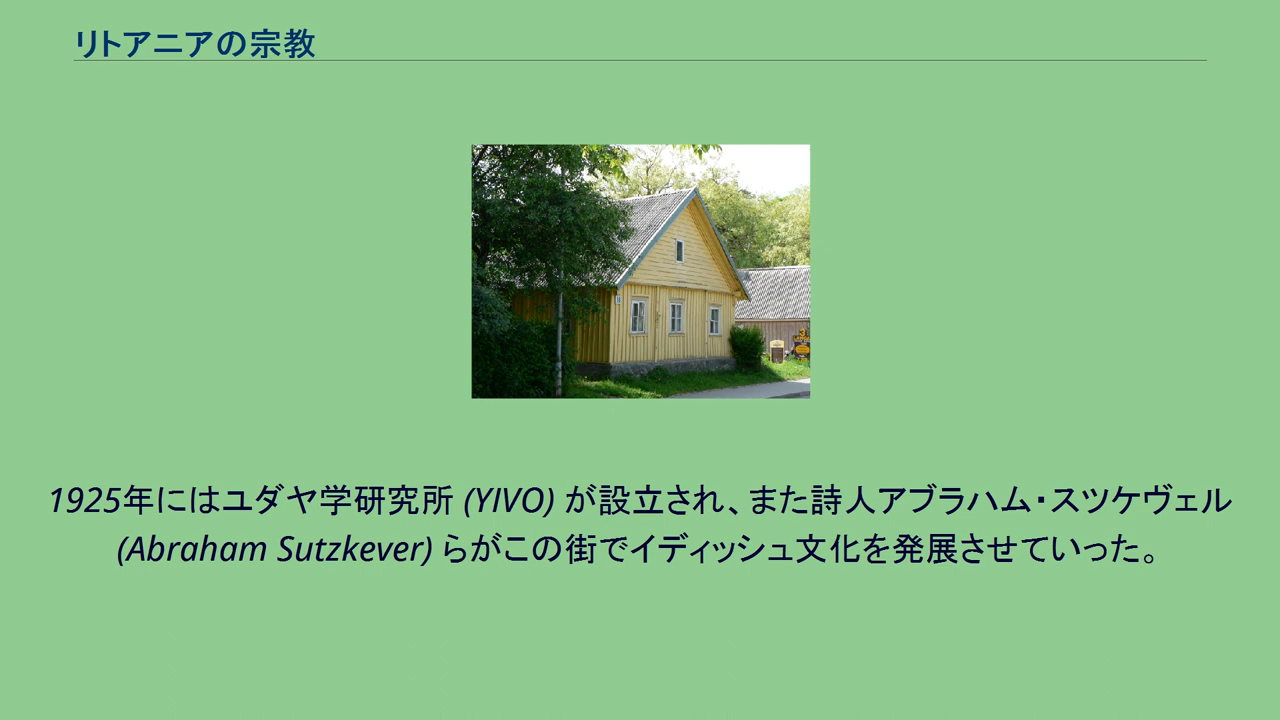 リトアニアの宗教
1925年にはユダヤ学研究所 (YIVO) が設立され、また詩人アブラハム・スツケヴェル
(Abraham Sutzkever) らがこの街でイディッシュ文化を発展させていった。